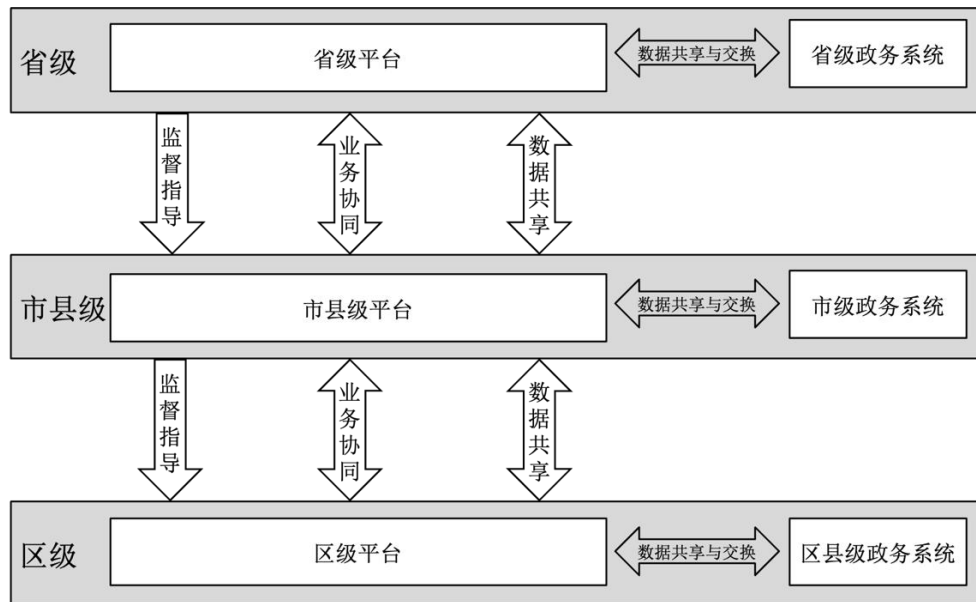 省级
省级平台
数据共享与交换
省级政务系统
监督指导
业务协同
数据共享
市县级
市县级平台
数据共享与交换
市级政务系统
监督指导
业务协同
数据共享
区级
区级平台
数据共享与交换
区县级政务系统